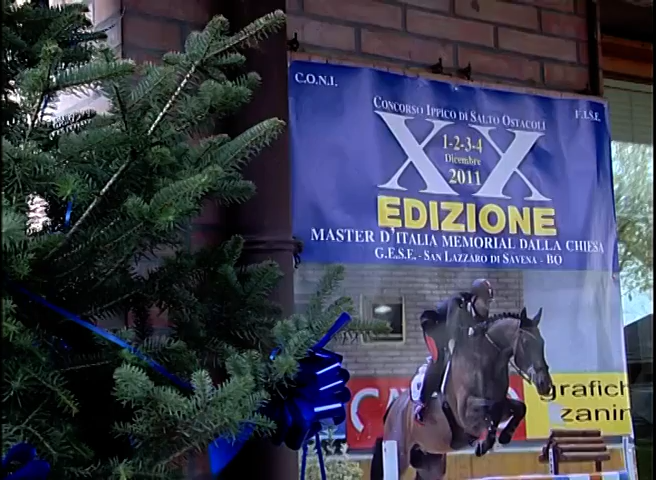 C.O.N.I.
CONCORSO IPPICO DI SALTO OSTACOLI
F.I.S.E.
XX
1-2-3-4
Dicembre
2011
EDIZIONE
MASTER D'ITALIA MEMORIAL DALLA CHIESA
G.E.S.E. - SAN LAZZARO DI SAVENA - BO
grafich
zanin